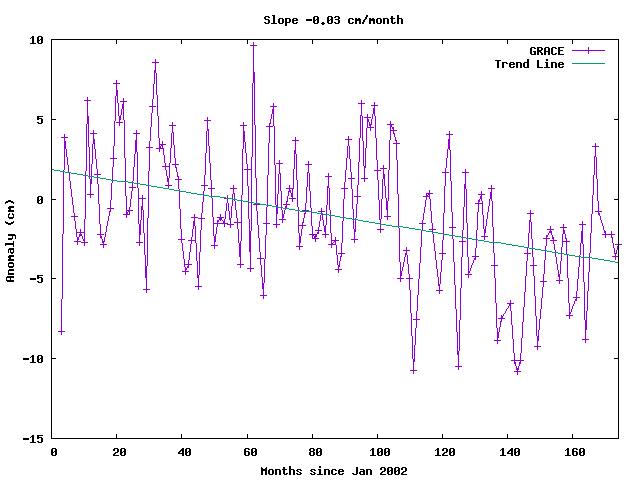 Slope -0.03 cm/month
GRACE
Trend Line
10
5
0
-5
-10
-15
Anomaly (cm)
0 20 40 60 80 100 120 140 160
Months since Jan 2002